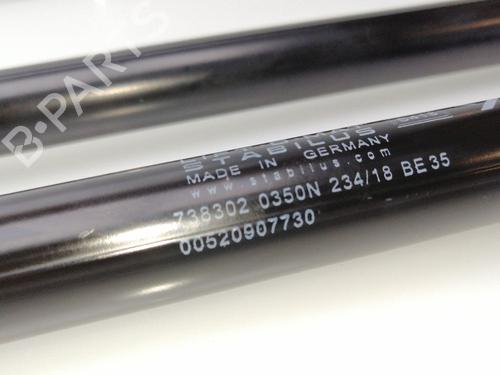 STABILUS
MADE IN GERMANY
www.stabilus.com
738302 0350N 234/18 BE35
00520907730
B-PARTS